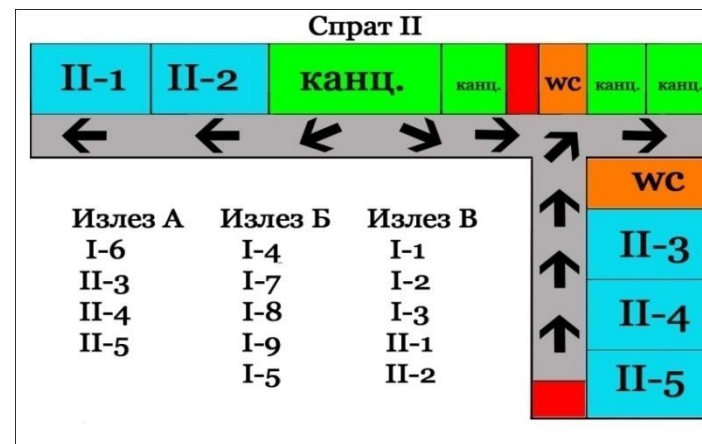 Спрат II
II-1 II-2 канц. канц. wc канц. канц.
wc
II-3
II-4
II-5
Излез А Излез Б Излез В
I-6 I-4 I-1
II-3 I-7 I-2
II-4 I-8 I-3
II-5 I-9 II-1
I-5 II-2